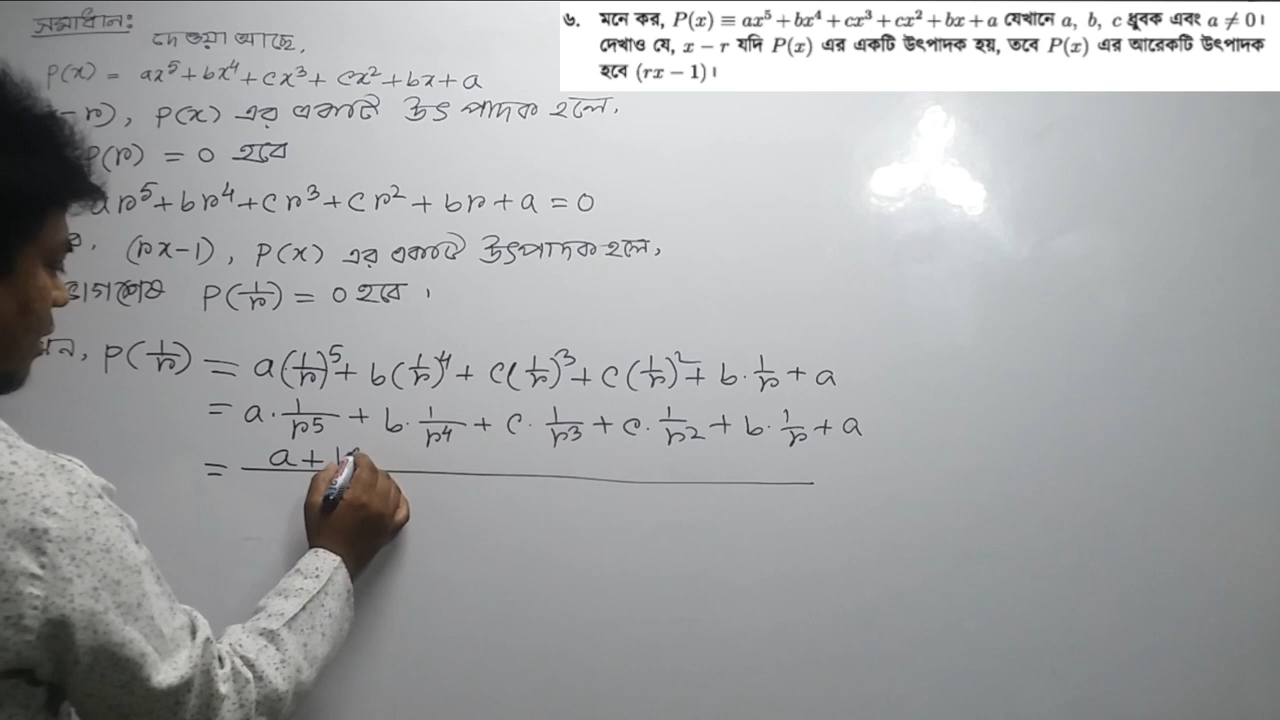 ৬. মনে কর, P(x) ≡ ax⁵ + bx⁴ + cx³ + cx² + bx + a যেখানে a, b, c ধ্রুবক এবং a ≠ 0।
দেখাও যে, x − r যদি P(x) এর একটি উৎপাদক হয়, তবে P(x) এর আরেকটি উৎপাদক
হবে (rx − 1)।
সমাধান:
দেওয়া আছে,
P(x) = ax⁵ + bx⁴ + cx³ + cx² + bx + a
- r), P(x) এর একটি উৎপাদক হলে,
P(r) = 0 হবে
ar⁵ + br⁴ + cr³ + cr² + br + a = 0
(rx-1), P(x) এর একটি উৎপাদক হলে,
ভাগশেষ P(1/r) = 0 হবে।
P(1/r) = a(1/r)⁵ + b(1/r)⁴ + c(1/r)³ + c(1/r)² + b·1/r + a
= a·1/r⁵ + b·1/r⁴ + c·1/r³ + c·1/r² + b·1/r + a
= a +